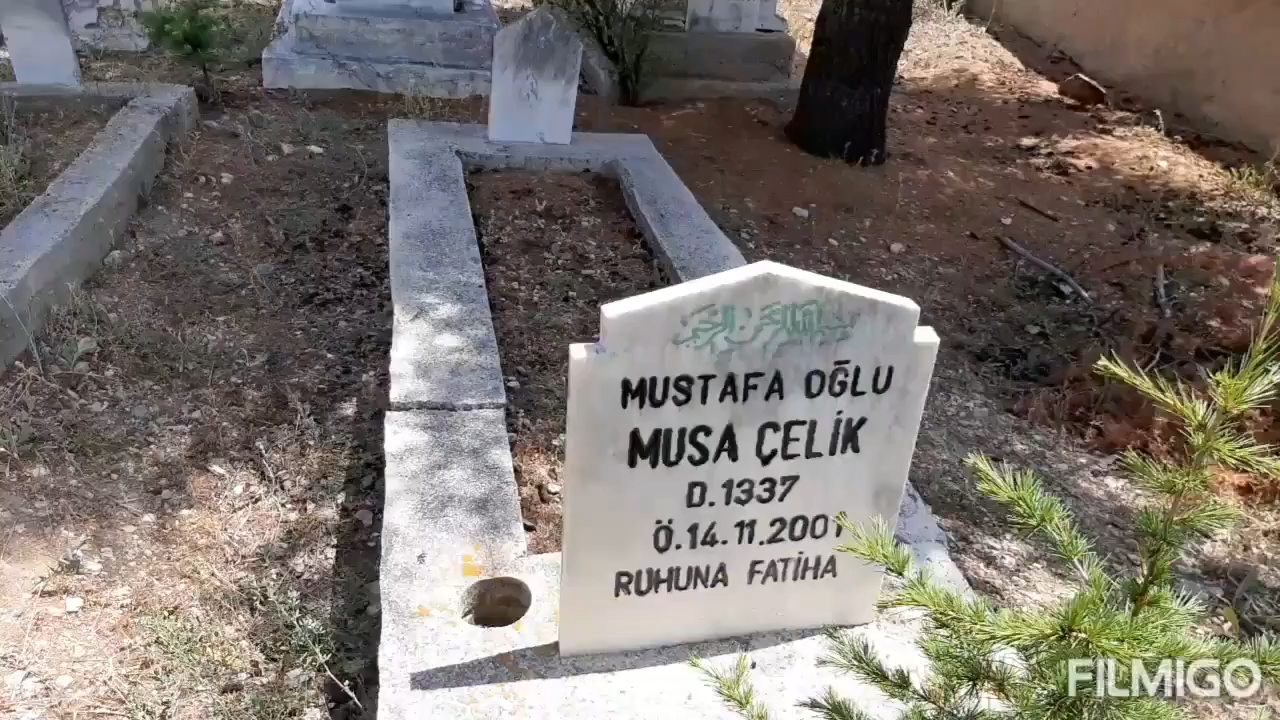 MUSTAFA OĞLU
MUSA ÇELİK
D.1337
Ö.14.11.2001
RUHUNA FATİHA
FILMIGO